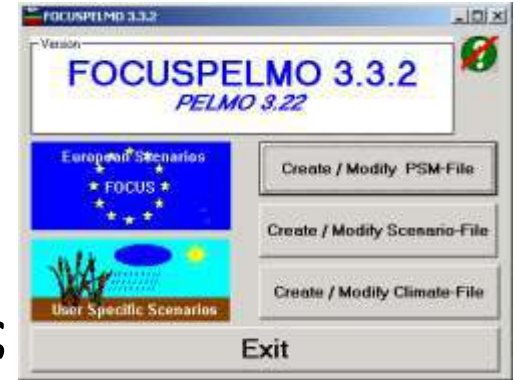 FOCUSPELMO 3.3.2
Version
FOCUSPELMO 3.3.2
PELMO 3.22
European Scenarios
FOCUS
Create / Modify PSM-File
Create / Modify Scenario-File
User Specific Scenarios
Create / Modify Climate-File
Exit